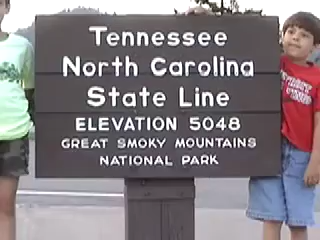 Tennessee
North Carolina
State Line
ELEVATION 5048
GREAT SMOKY MOUNTAINS
NATIONAL PARK